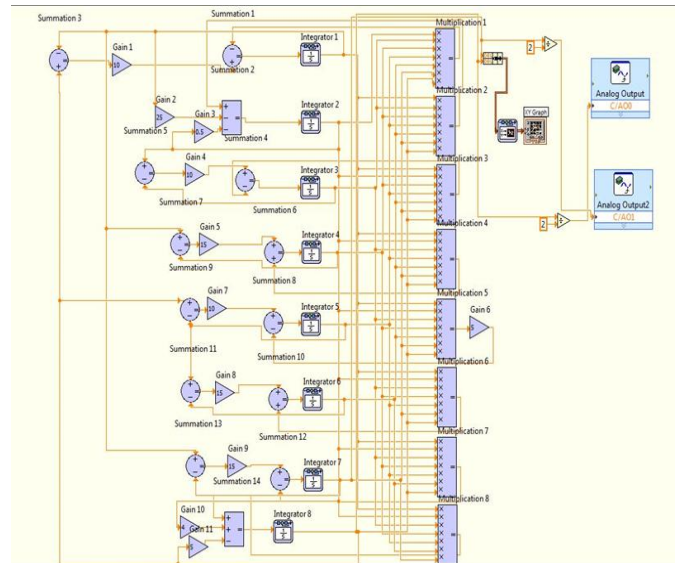 Summation 3
Summation 1
Gain 1
10
Summation 2
Integrator 1
Multiplication 1
2
Analog Output
C/AO0
XY Graph
Gain 2
25
Gain 3
0.5
Summation 5
Summation 4
Integrator 2
Multiplication 2
Gain 4
10
Summation 7
Summation 6
Integrator 3
Multiplication 3
Analog Output2
C/AO1
2
Gain 5
15
Summation 9
Summation 8
Integrator 4
Multiplication 4
Gain 7
10
Summation 11
Summation 10
Integrator 5
Multiplication 5
Gain 6
5
Gain 8
15
Summation 13
Summation 12
Integrator 6
Multiplication 6
Gain 9
15
Summation 14
Integrator 7
Multiplication 7
Gain 10
4
Gain 11
Integrator 8
Multiplication 8